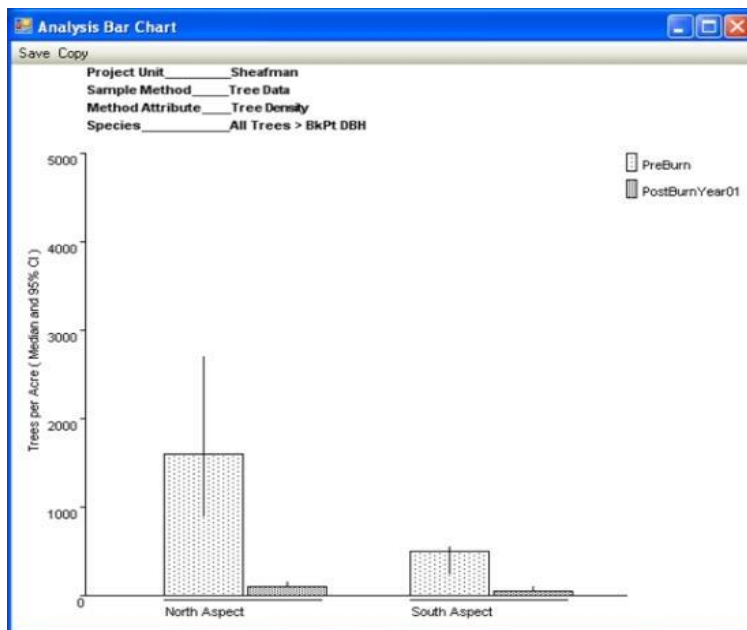 Analysis Bar Chart
Save Copy
Project Unit_________Sheafman
Sample Method_____Tree Data
Method Attribute____Tree Density
Species____________All Trees > BkPt DBH
PreBurn
PostBurnYear01
Trees per Acre ( Median and 95% CI )
5000
4000
3000
2000
1000
0
North Aspect
South Aspect